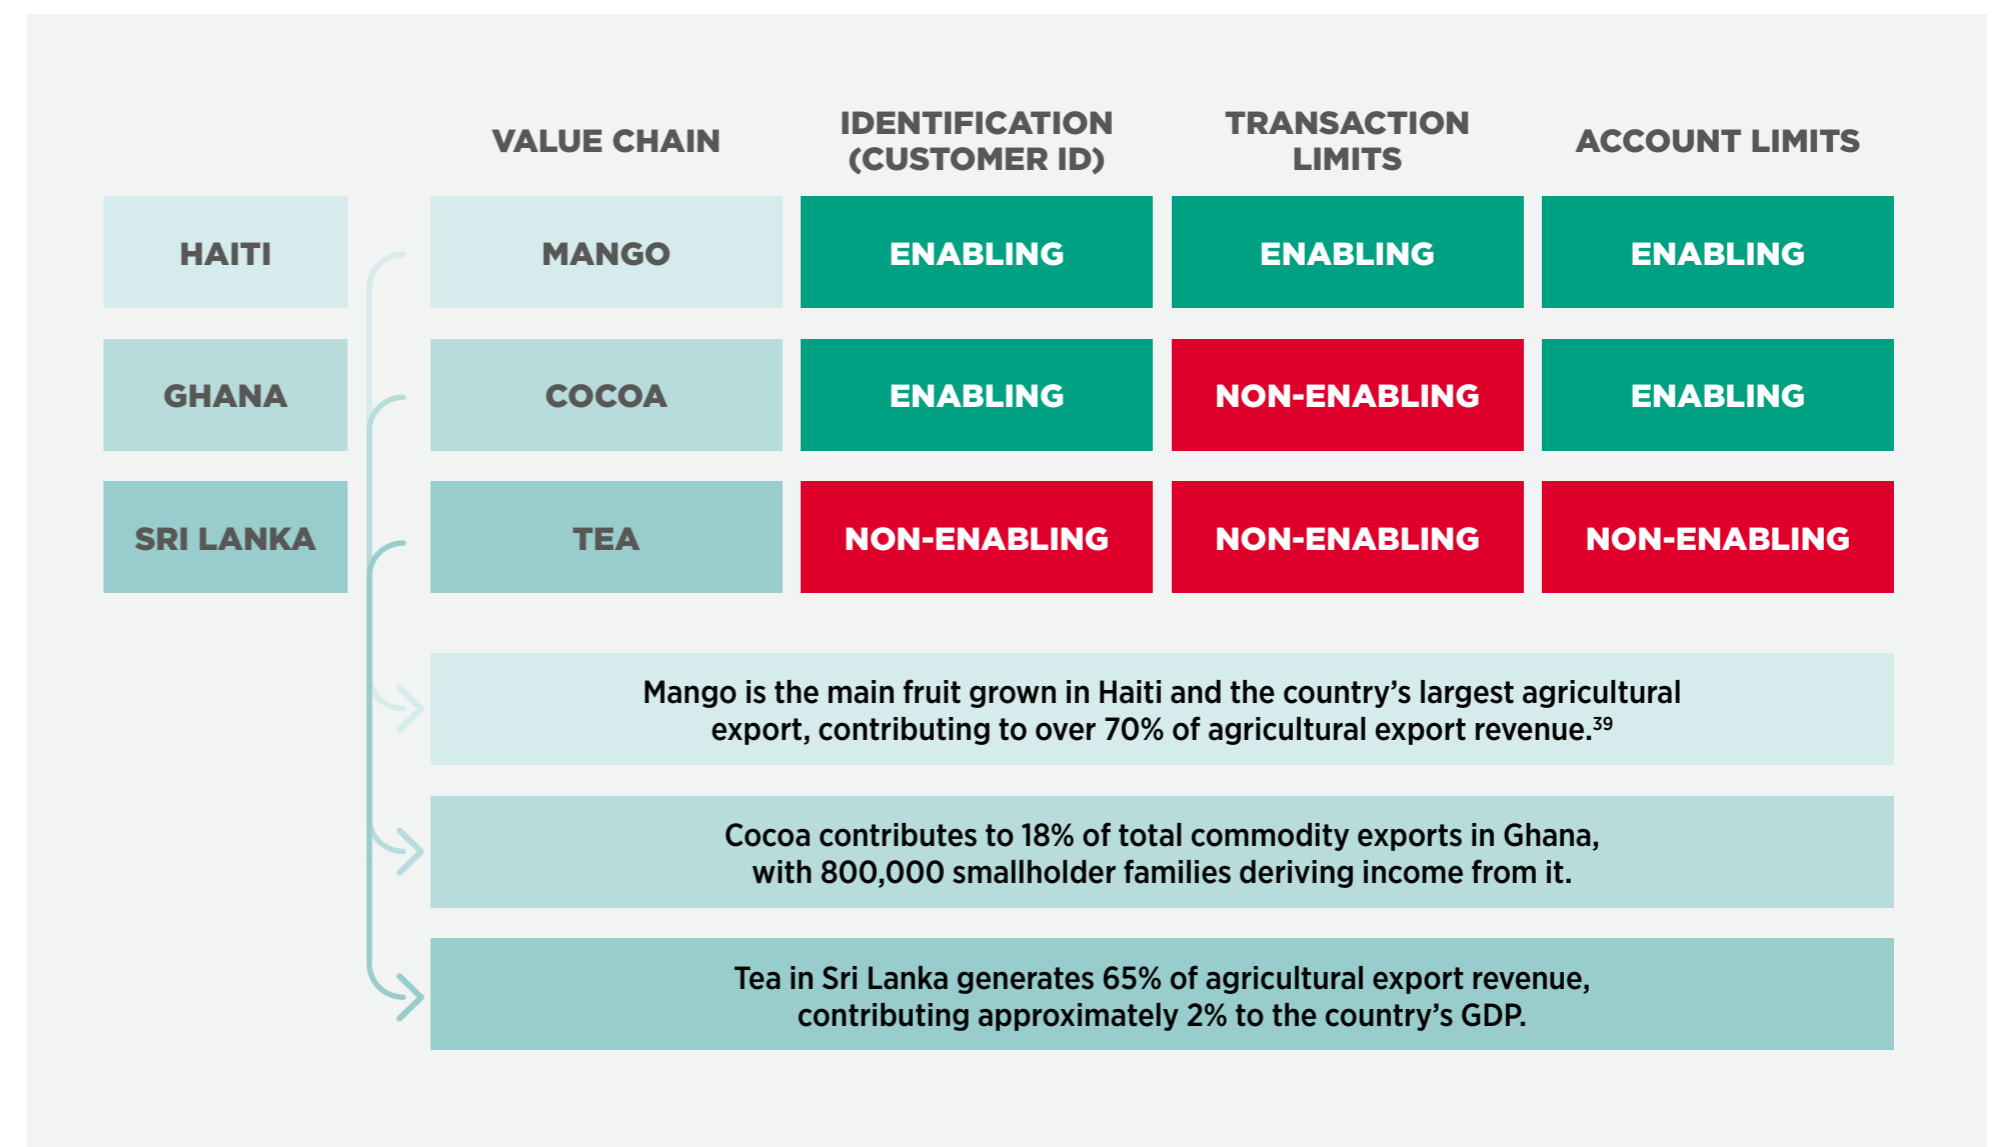 VALUE CHAIN
IDENTIFICATION
(CUSTOMER ID)
TRANSACTION
LIMITS
ACCOUNT LIMITS
HAITI
MANGO
ENABLING
ENABLING
ENABLING
GHANA
COCOA
ENABLING
NON-ENABLING
ENABLING
SRI LANKA
TEA
NON-ENABLING
NON-ENABLING
NON-ENABLING
Mango is the main fruit grown in Haiti and the country’s largest agricultural
export, contributing to over 70% of agricultural export revenue.³⁹
Cocoa contributes to 18% of total commodity exports in Ghana,
with 800,000 smallholder families deriving income from it.
Tea in Sri Lanka generates 65% of agricultural export revenue,
contributing approximately 2% to the country’s GDP.